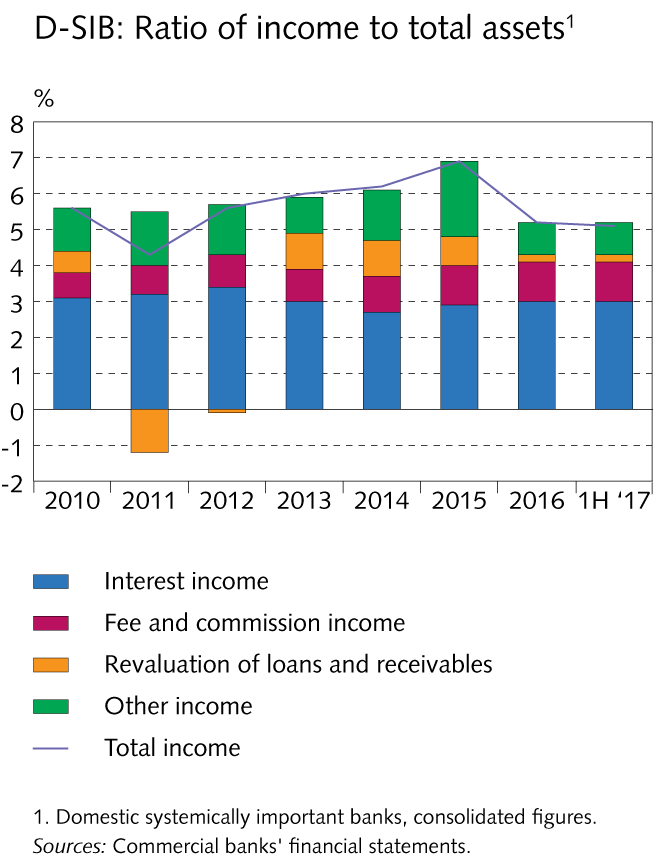 D-SIB: Ratio of income to total assets¹
%
8
7
6
5
4
3
2
1
0
-1
-2
2010 2011 2012 2013 2014 2015 2016 1H ‘17
Interest income
Fee and commission income
Revaluation of loans and receivables
Other income
Total income
1. Domestic systemically important banks, consolidated figures.
Sources: Commercial banks' financial statements.